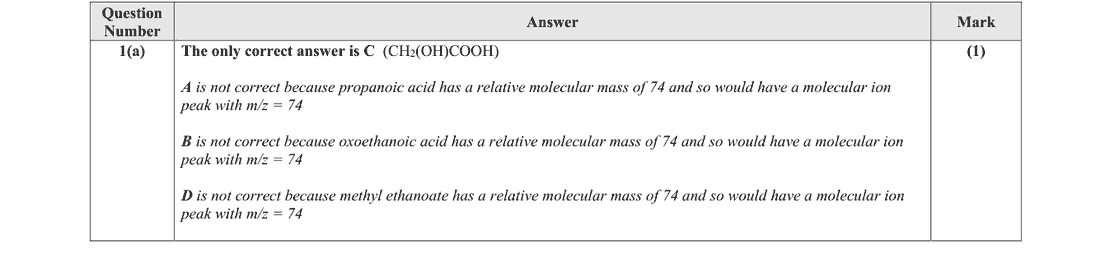 Question Number Answer Mark
1(a) The only correct answer is C (CH₂(OH)COOH) (1)
A is not correct because propanoic acid has a relative molecular mass of 74 and so would have a molecular ion
peak with m/z = 74
B is not correct because oxoethanoic acid has a relative molecular mass of 74 and so would have a molecular ion
peak with m/z = 74
D is not correct because methyl ethanoate has a relative molecular mass of 74 and so would have a molecular ion
peak with m/z = 74